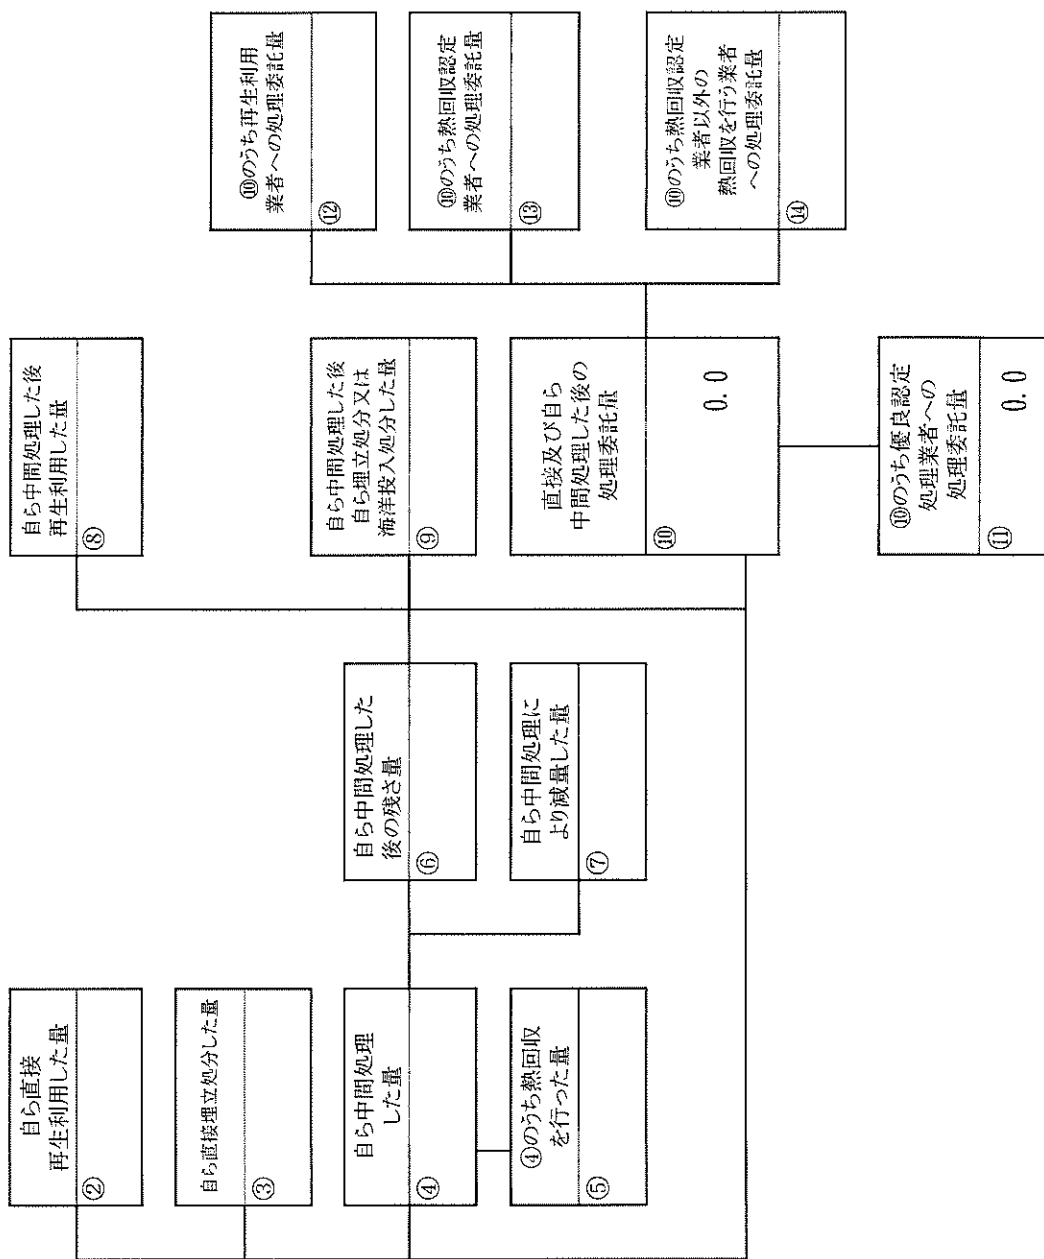 自ら直接
再生利用した量
②
自ら直接埋立処分した量
③
自ら中間処理
した量
④
④のうち熱回収
を行った量
⑤
自ら中間処理した
後の残さ量
⑥
自ら中間処理に
より減量した量
⑦
自ら中間処理した後
再生利用した量
⑧
自ら中間処理した後
自ら埋立処分又は
海洋投入処分した量
⑨
直接及び自ら
中間処理した後の
処理委託量
⑩
0.0
⑩のうち優良認定
処理業者への
処理委託量
⑪
0.0
⑩のうち再生利用
業者への処理委託量
⑫
⑩のうち熱回収認定
業者への処理委託量
⑬
⑩のうち熱回収認定
業者以外の
熱回収を行う業者
への処理委託量
⑭